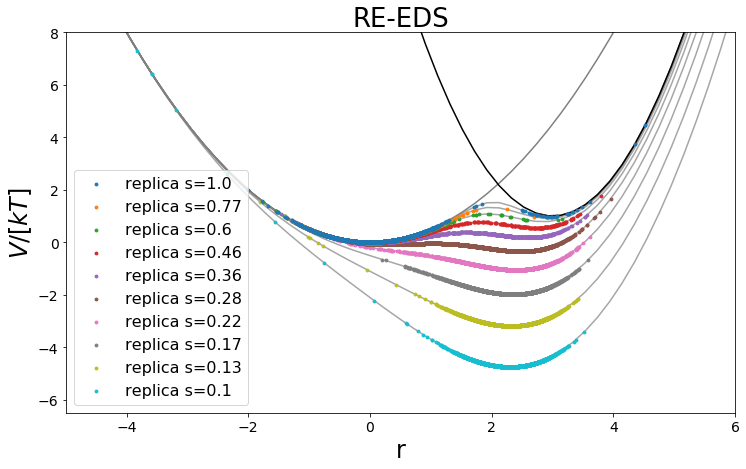 RE-EDS
V/[kT]
8
6
4
2
0
−2
−4
−6
replica s=1.0
replica s=0.77
replica s=0.6
replica s=0.46
replica s=0.36
replica s=0.28
replica s=0.22
replica s=0.17
replica s=0.13
replica s=0.1
−4 −2 0 2 4 6
r